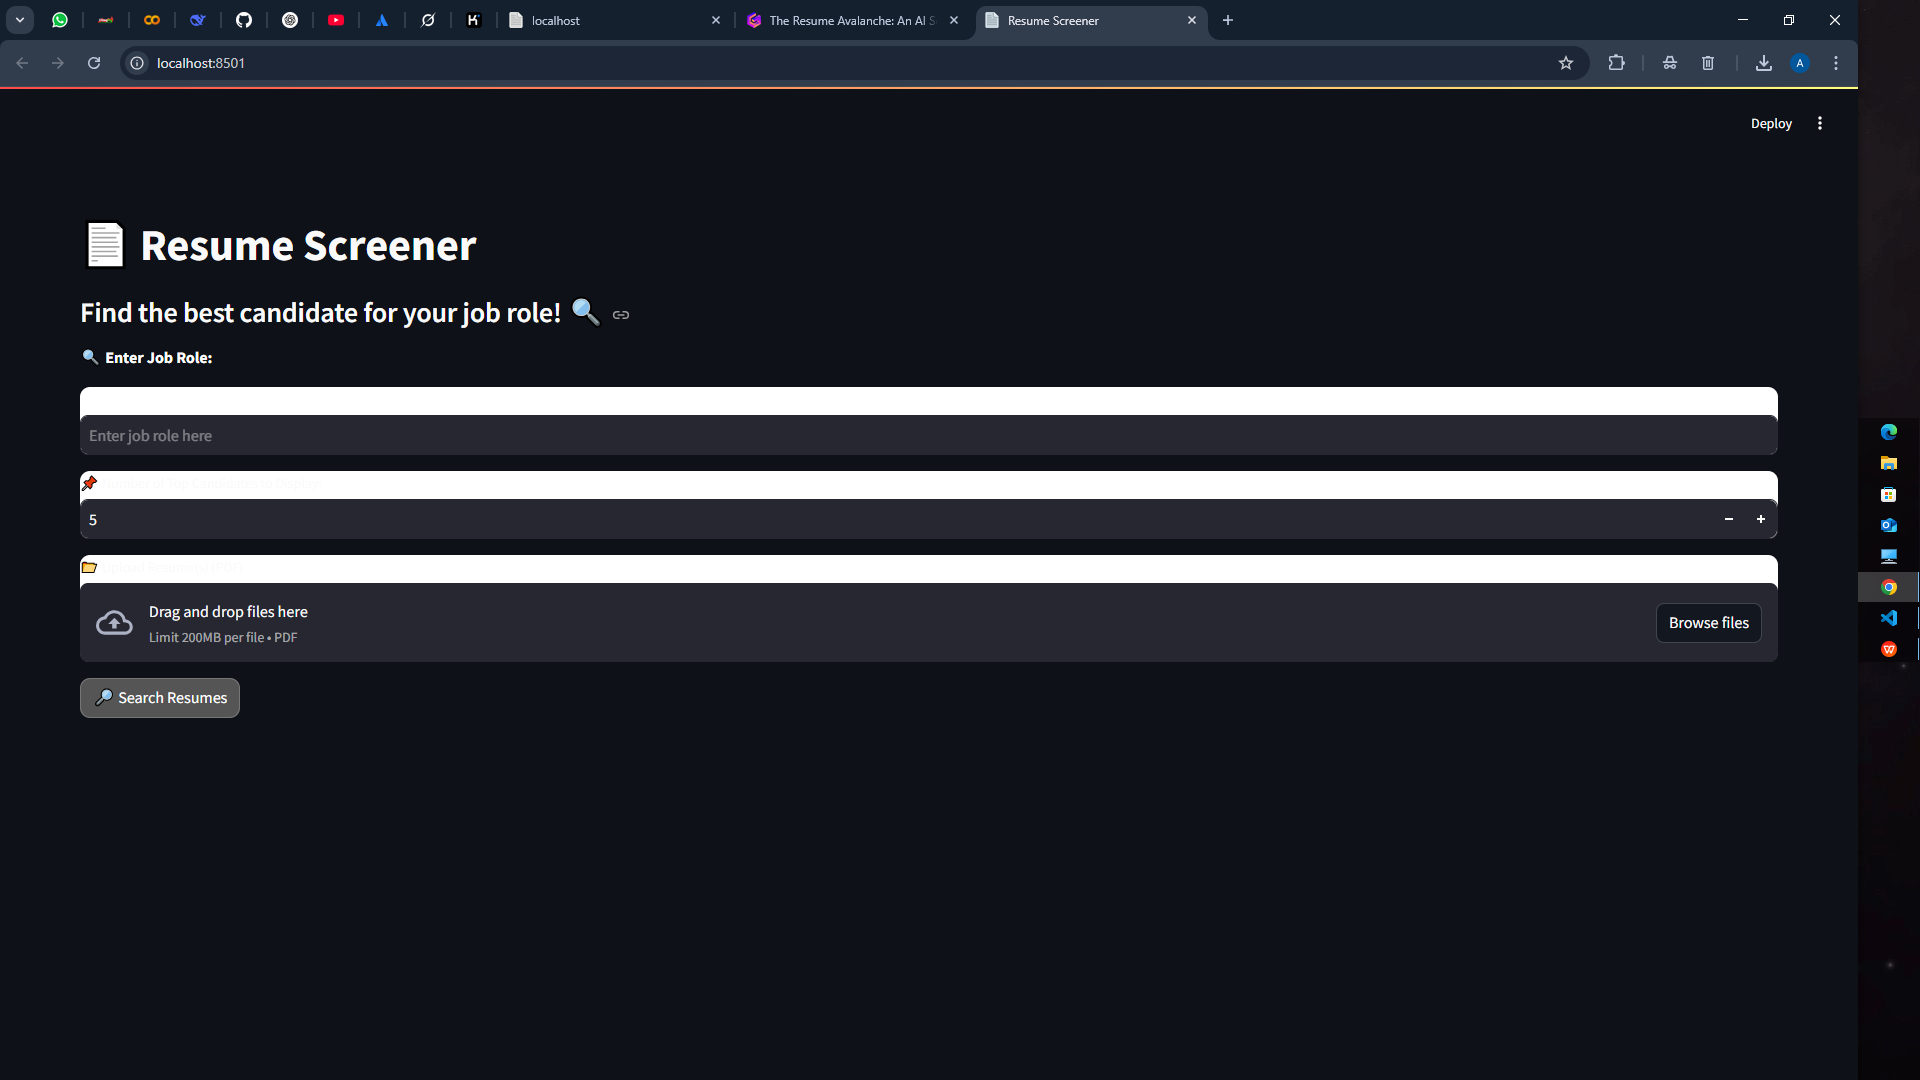 localhost
The Resume Avalanche: An AI S
Resume Screener
localhost:8501
A
Deploy
Resume Screener
Find the best candidate for your job role!
Enter Job Role:
Enter job role here
5
Drag and drop files here
Limit 200MB per file • PDF
Browse files
Search Resumes